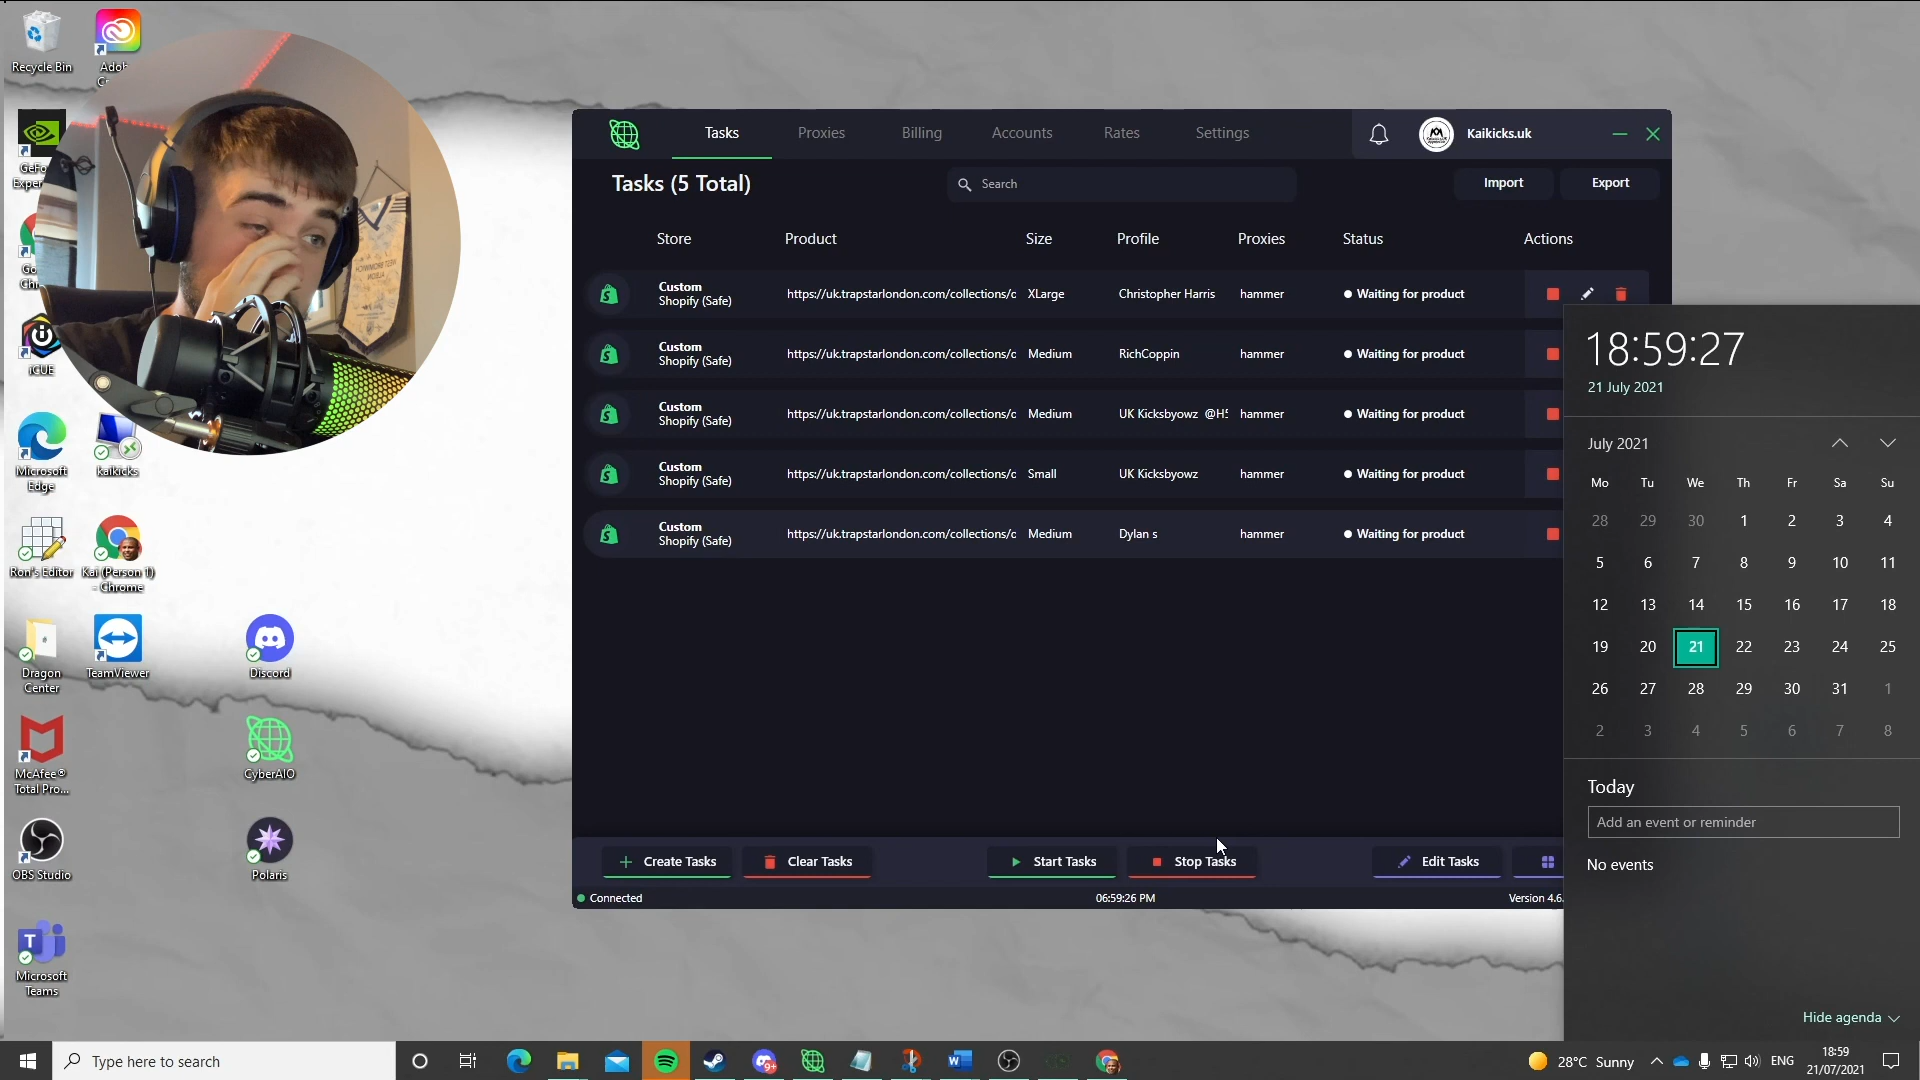 Recycle Bin
Adob
Cr
GeFo
Exper
Go
Chr
iCUE
Microsoft
Edge
kaikicks
Ron's Editor
Kai (Person 1)
- Chrome
Dragon
Center
TeamViewer
Discord
McAfee®
Total Pro...
CyberAIO
OBS Studio
Polaris
Microsoft
Teams
Tasks
Proxies
Billing
Accounts
Rates
Settings
Kaikicks.uk
Tasks (5 Total)
Search
Import
Export
Store
Product
Size
Profile
Proxies
Status
Actions
Custom
Shopify (Safe)
https://uk.trapstarlondon.com/collections/c
XLarge
Christopher Harris
hammer
Waiting for product
Custom
Shopify (Safe)
https://uk.trapstarlondon.com/collections/c
Medium
RichCoppin
hammer
Waiting for product
Custom
Shopify (Safe)
https://uk.trapstarlondon.com/collections/c
Medium
UK Kicksbyowz @H!
hammer
Waiting for product
Custom
Shopify (Safe)
https://uk.trapstarlondon.com/collections/c
Small
UK Kicksbyowz
hammer
Waiting for product
Custom
Shopify (Safe)
https://uk.trapstarlondon.com/collections/c
Medium
Dylan s
hammer
Waiting for product
Create Tasks
Clear Tasks
Start Tasks
Stop Tasks
Edit Tasks
Connected
06:59:26 PM
Version 4.6.
18:59:27
21 July 2021
July 2021
Mo Tu We Th Fr Sa Su
28 29 30 1 2 3 4
5 6 7 8 9 10 11
12 13 14 15 16 17 18
19 20 21 22 23 24 25
26 27 28 29 30 31 1
2 3 4 5 6 7 8
Today
Add an event or reminder
No events
Hide agenda
Type here to search
9+
28°C Sunny
ENG
18:59
21/07/2021